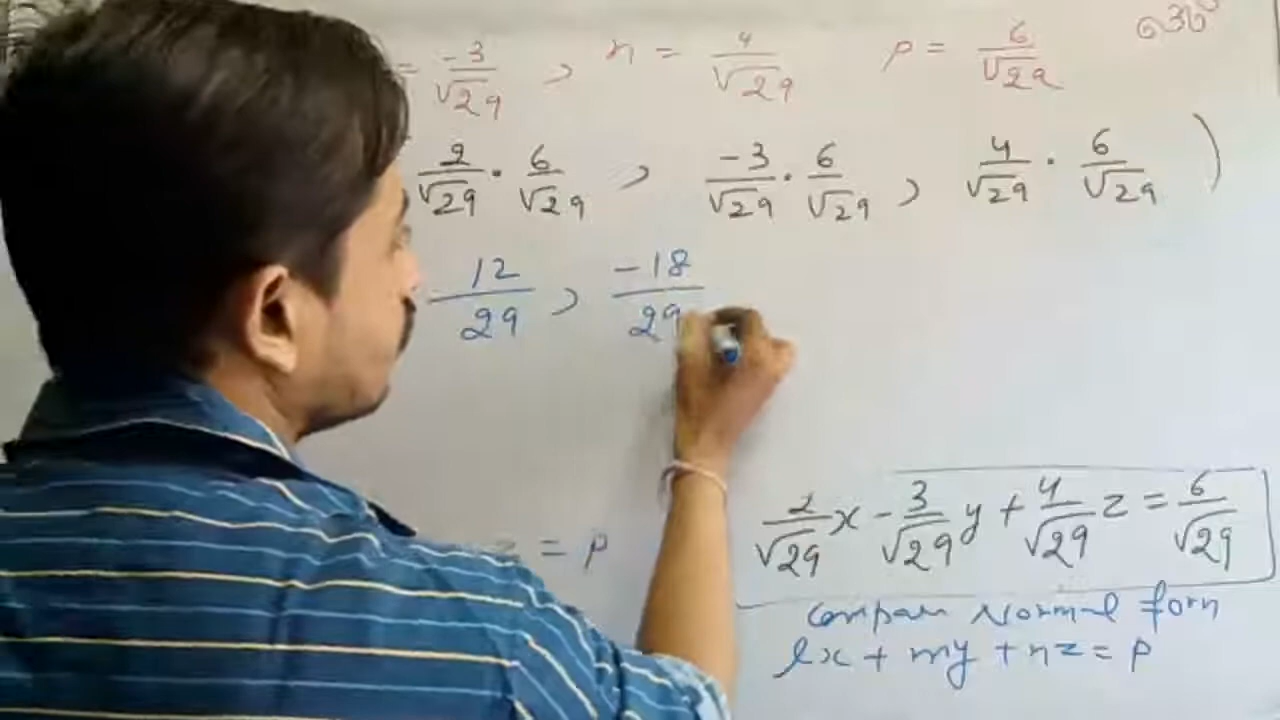 = -3/√29 , n = 4/√29 p = 6/√29
2/√29 · 6/√29 , -3/√29 · 6/√29 , 4/√29 · 6/√29 )
12/29 , -18/29
z = p
2/√29 x - 3/√29 y + 4/√29 z = 6/√29
compare Normal form
lx + my + nz = p